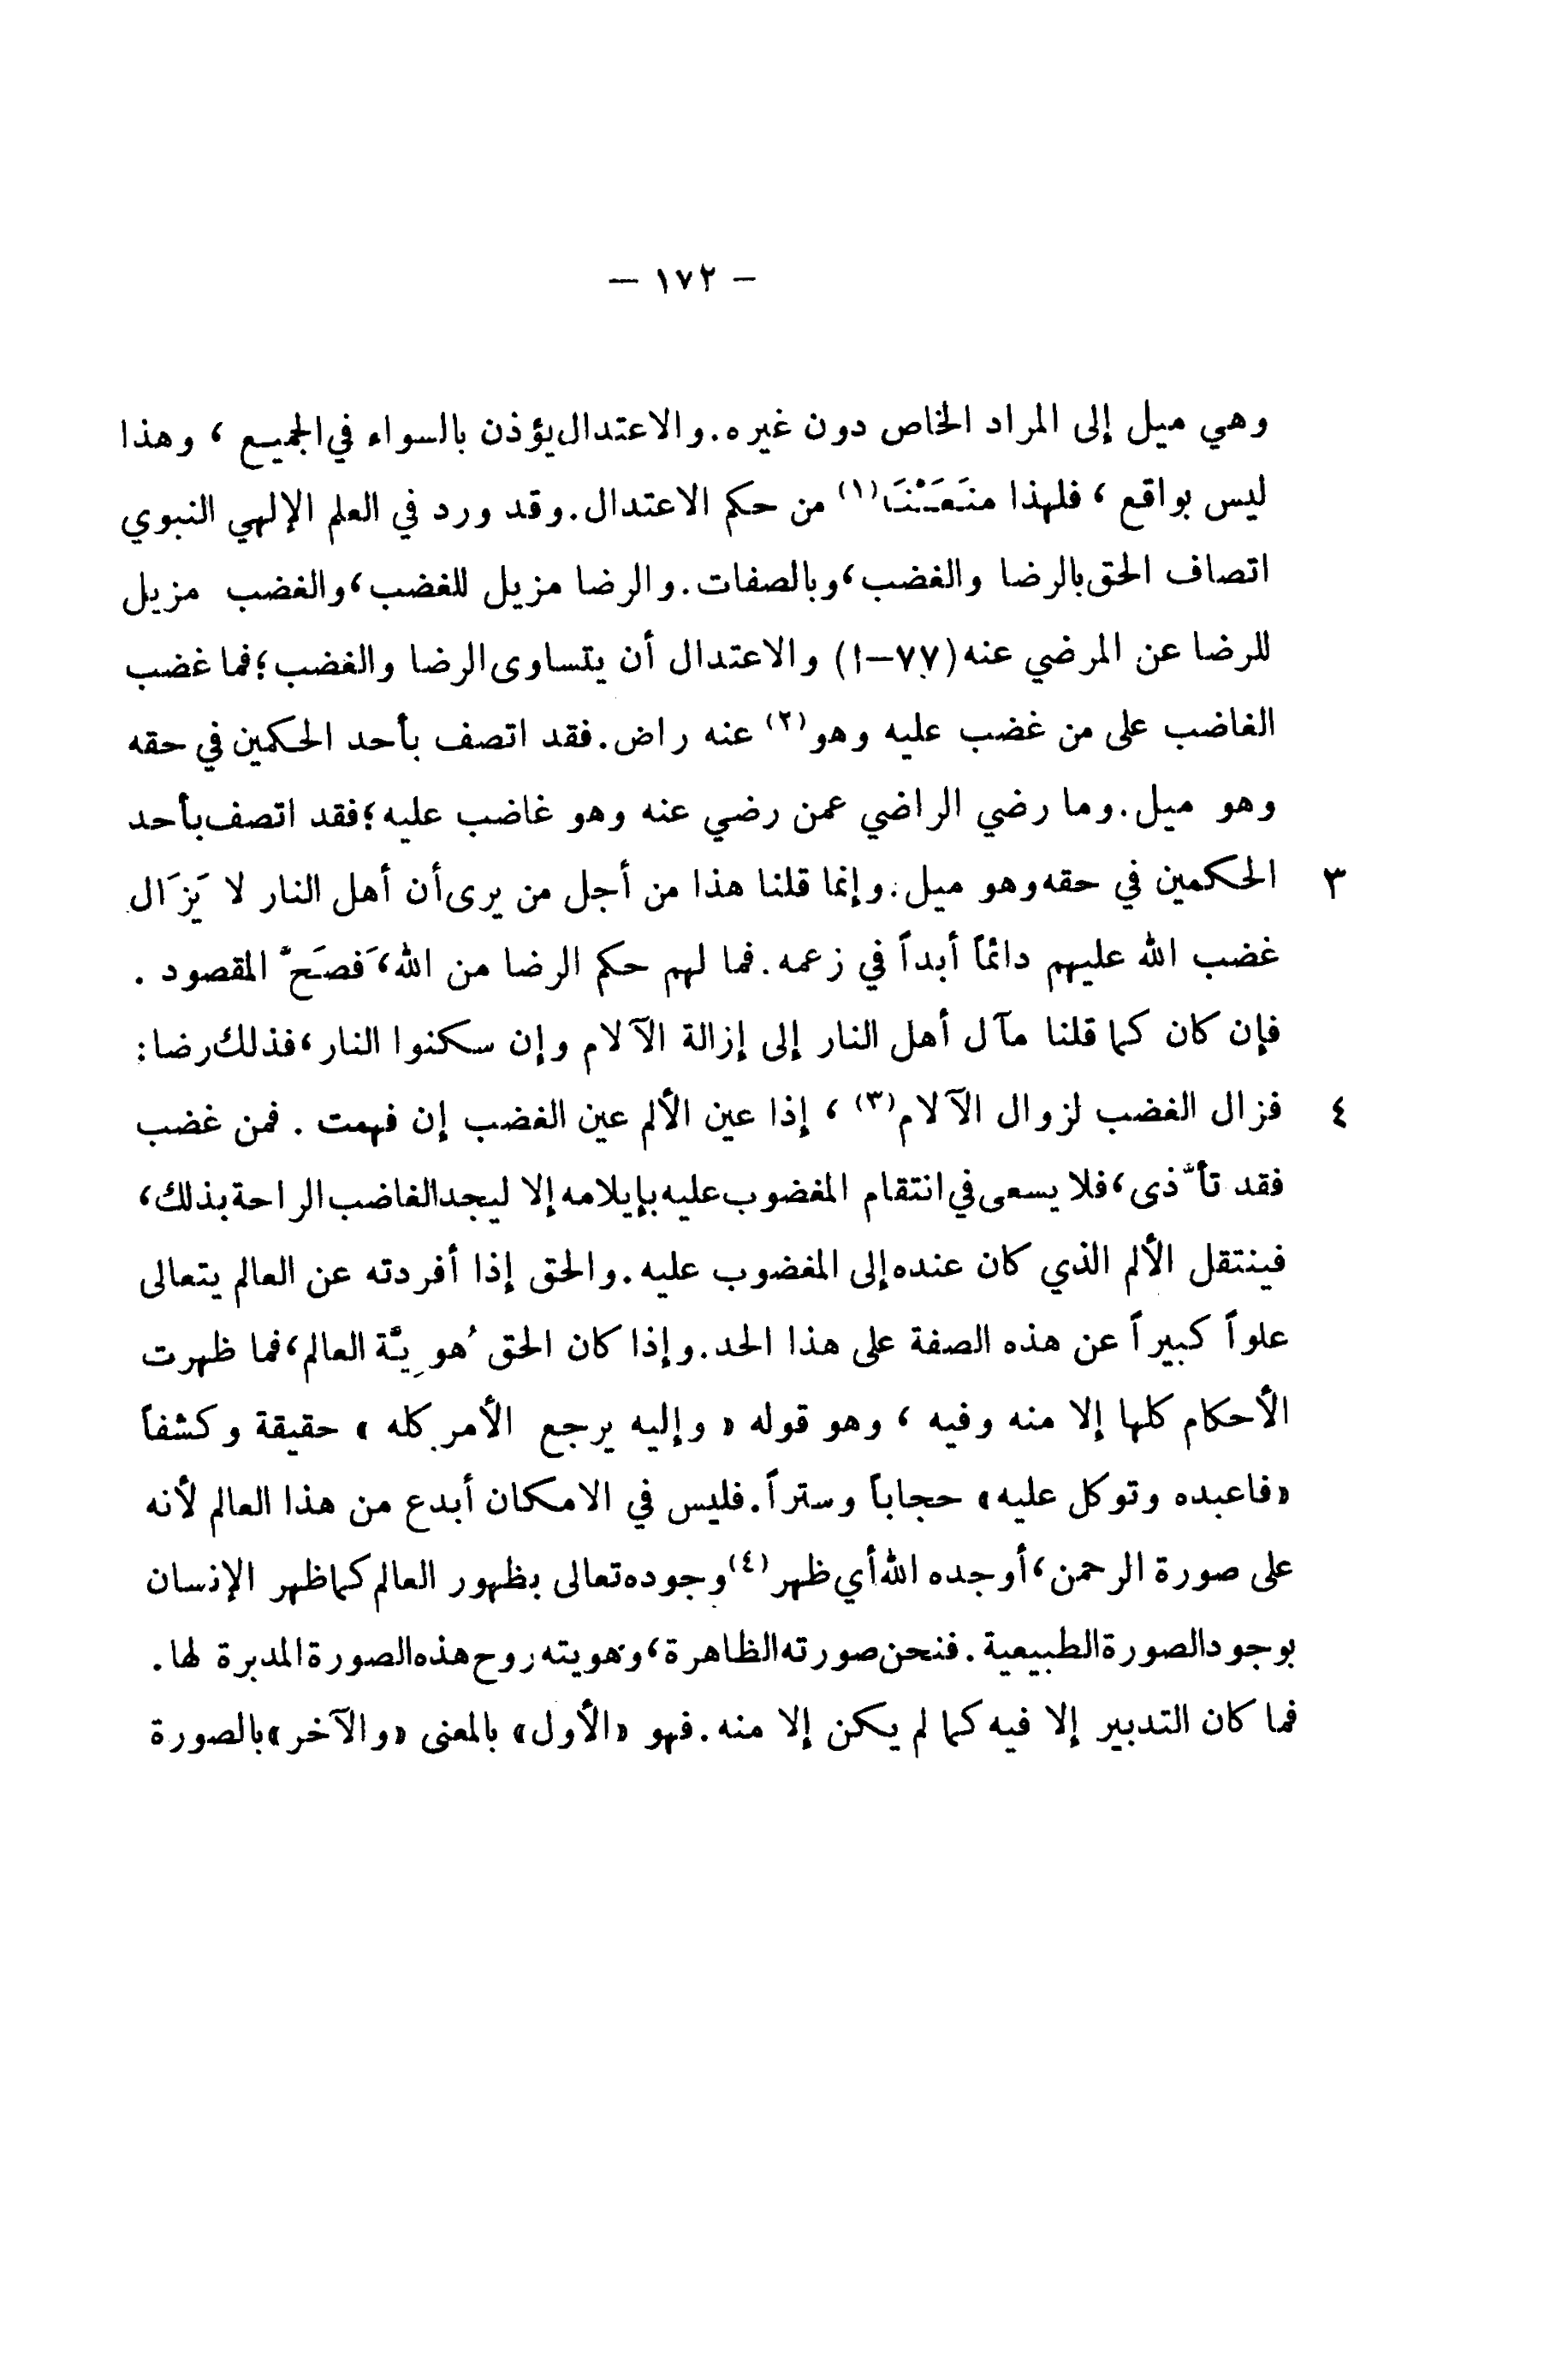 — ١٧٢ —
وهي ميل إلى المراد الخاص دون غيره. والاعتدال يؤذن بالسواء في الجميع ، وهذا
ليس بواقع ، فلهذا منَعَنْنَا(١) من حكم الاعتدال. وقد ورد في العلم الإلهي النبوي
اتصاف الحق بالرضا والغضب ، وبالصفات. والرضا مزيل للغضب ، والغضب مزيل
للرضا عن المرضي عنه (٧٧–ا) والاعتدال أن يتساوى الرضا والغضب ؛ فما غضب
الغاضب على من غضب عليه وهو(٢) عنه راض. فقد اتصف بأحد الحكمين في حقه
وهو ميل. وما رضي الراضي عمن رضي عنه وهو غاضب عليه ؛ فقد اتصف بأحد
٣ الحكمين في حقه وهو ميل. وإنما قلنا هذا من أجل من يرى أن أهل النار لا يَزَال
غضب الله عليهم دائماً أبداً في زعمه. فما لهم حكم الرضا من الله ، فَصَحَّ المقصود .
فإن كان كما قلنا مآل أهل النار إلى إزالة الآلام وإن سكنوا النار ، فذلك رضا :
٤ فزال الغضب لزوال الآلام(٣) ، إذا عين الألم عين الغضب إن فهمت . فمن غضب
فقد تأذَّى ، فلا يسعى في انتقام المغضوب عليه بإيلامه إلا ليجد الغاضب الراحة بذلك ،
فينتقل الألم الذي كان عنده إلى المغضوب عليه. والحق إذا أفردته عن العالم يتعالى
علواً كبيراً عن هذه الصفة على هذا الحد. وإذا كان الحق هُوِيَّة العالم ، فما ظهرت
الأحكام كلها إلا منه وفيه ، وهو قوله « وإليه يرجع الأمر كله » حقيقة وكشفاً
«فاعبده وتوكل عليه» حجاباً وستراً. فليس في الامكان أبدع من هذا العالم لأنه
على صورة الرحمن ، أوجده الله أي ظهر(٤) وجوده تعالى بظهور العالم كما ظهر الإنسان
بوجود الصورة الطبيعية. فنحن صورته الظاهرة ، وهويته روح هذه الصورة المدبرة لها.
فما كان التدبير إلا فيه كما لم يكن إلا منه. فهو «الأول» بالمعنى «والآخر» بالصورة